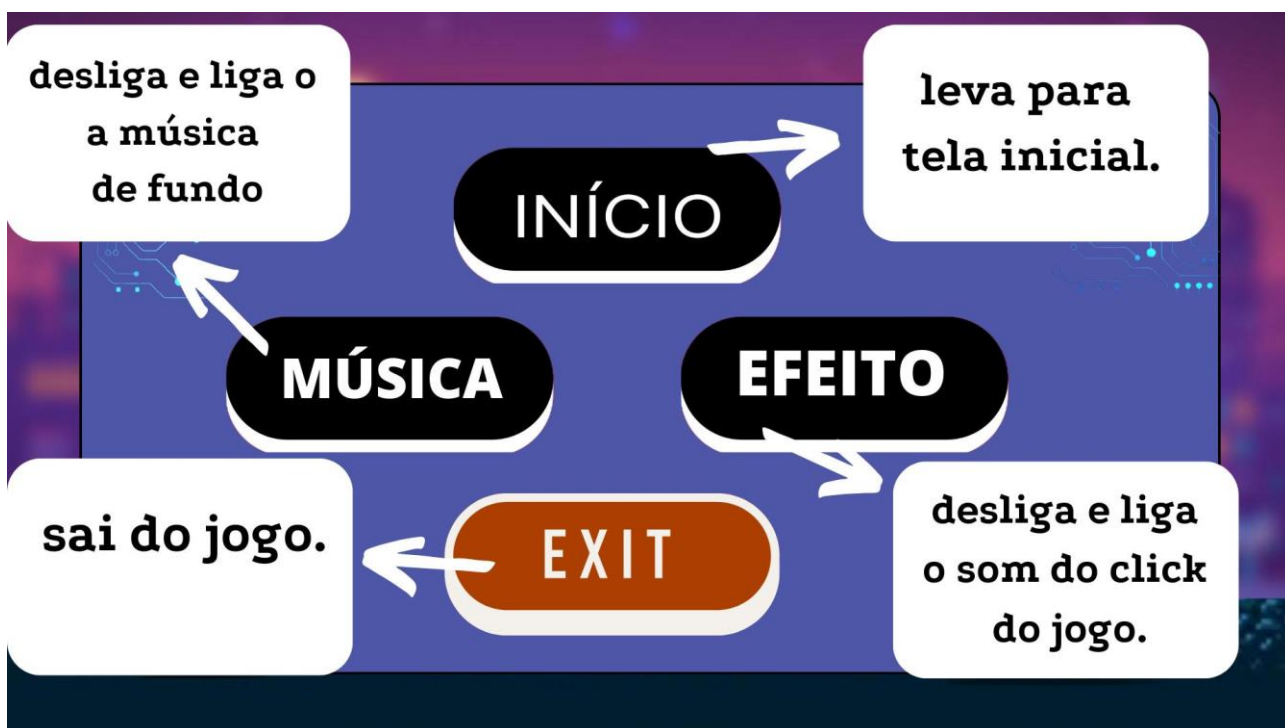 desliga e liga o
a música
de fundo
leva para
tela inicial.
INÍCIO
MÚSICA
EFEITO
sai do jogo.
EXIT
desliga e liga
o som do click
do jogo.